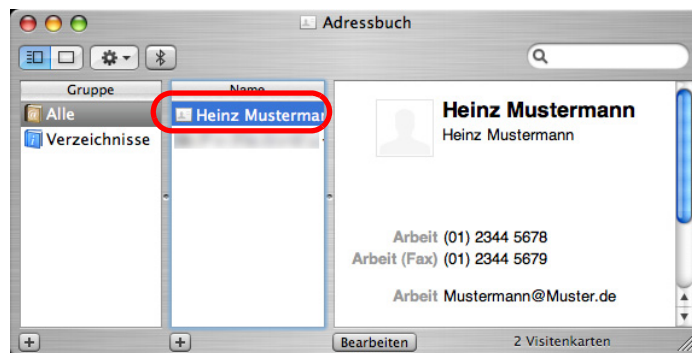 Adressbuch
Gruppe
Alle
Verzeichnisse
Name
Heinz Musterma
Heinz Mustermann
Heinz Mustermann
Arbeit (01) 2344 5678
Arbeit (Fax) (01) 2344 5679
Arbeit Mustermann@Muster.de
Bearbeiten
2 Visitenkarten